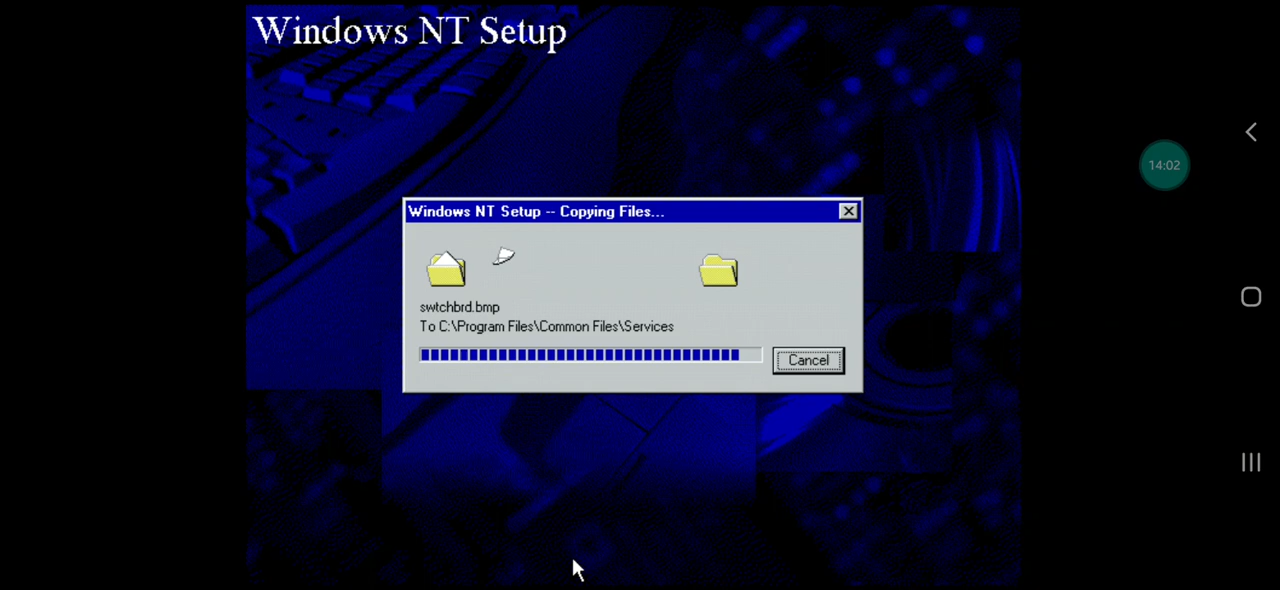 Windows NT Setup
Windows NT Setup -- Copying Files...
swtchbrd.bmp
To C:\Program Files\Common Files\Services
Cancel
14:02